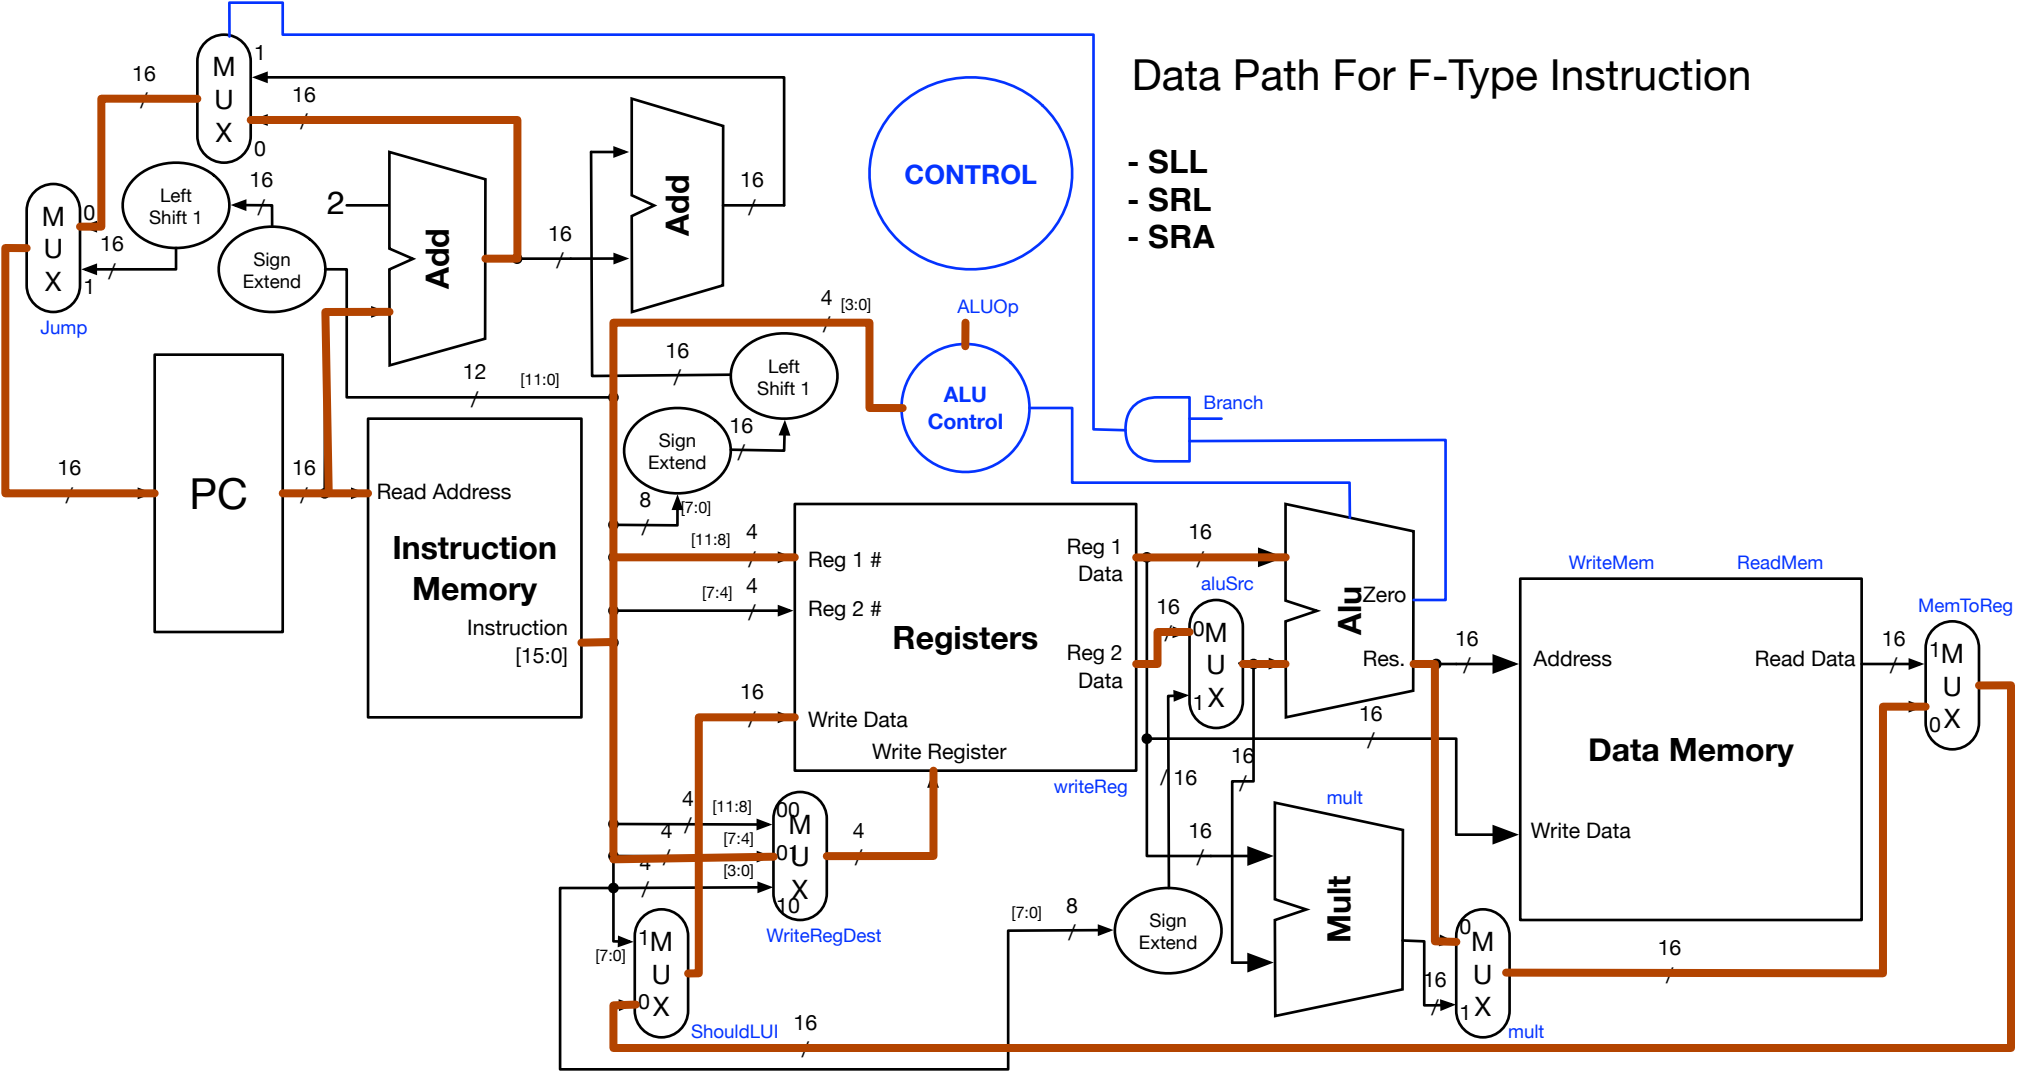 Data Path For F-Type Instruction
- SLL
- SRL
- SRA
CONTROL
M
U
X
1
0
16
16
M
U
X
0
1
Jump
Left
Shift 1
16
16
Sign
Extend
2
Add
16
Add
16
12
[11:0]
4
[3:0]
ALUOp
ALU
Control
16
Left
Shift 1
Sign
Extend
16
8
[7:0]
Branch
16
PC
16
Read Address
Instruction
Memory
Instruction
[15:0]
[11:8]
4
[7:4]
4
16
Reg 1 #
Reg 2 #
Registers
Write Data
Write Register
Reg 1
Data
Reg 2
Data
writeReg
16
aluSrc
16
0
M
U
X
1
Alu
Zero
Res.
16
16
16
16
WriteMem
ReadMem
Address
Read Data
Data Memory
Write Data
16
MemToReg
1
M
U
X
0
4
[11:8]
4
[7:4]
4
[3:0]
00
M
01
U
X
10
4
WriteRegDest
1
M
U
X
0
[7:0]
ShouldLUI
16
[7:0]
8
Sign
Extend
16
mult
Mult
16
0
M
U
X
1
mult
16